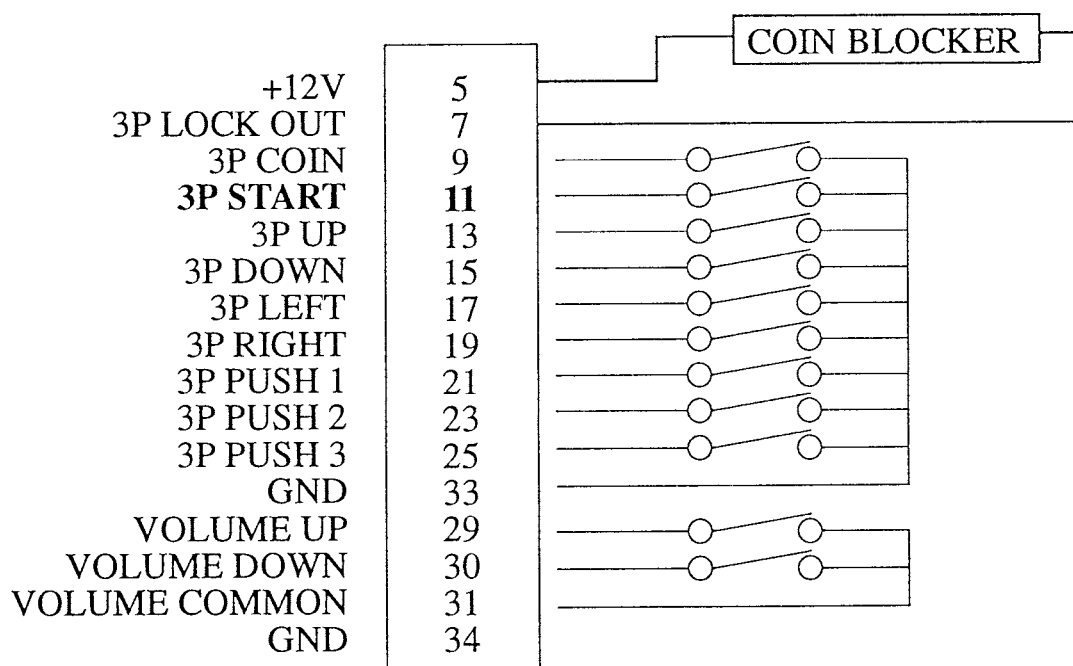 COIN BLOCKER
+12V 5
3P LOCK OUT 7
3P COIN 9
3P START 11
3P UP 13
3P DOWN 15
3P LEFT 17
3P RIGHT 19
3P PUSH 1 21
3P PUSH 2 23
3P PUSH 3 25
GND 33
VOLUME UP 29
VOLUME DOWN 30
VOLUME COMMON 31
GND 34